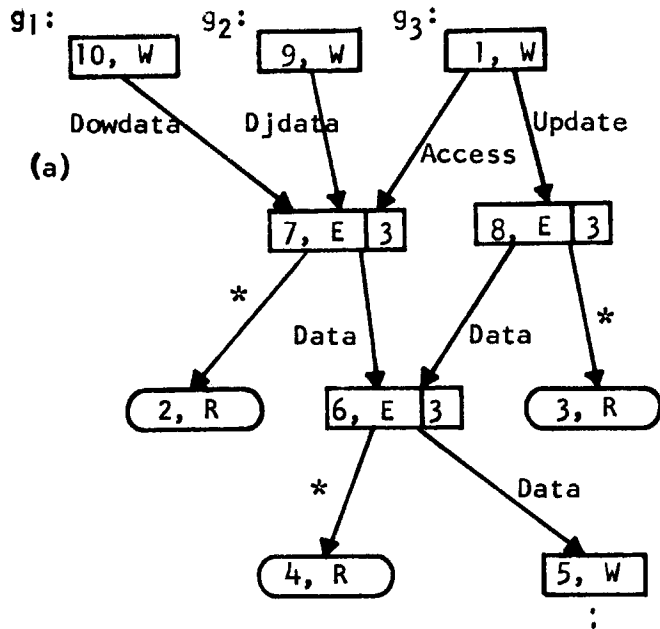 g1: g2: g3:
10, W 9, W 1, W
Dowdata Djdata Access Update
(a)
7, E 3 8, E 3
* Data Data *
2, R 6, E 3 3, R
* Data
4, R 5, W
: